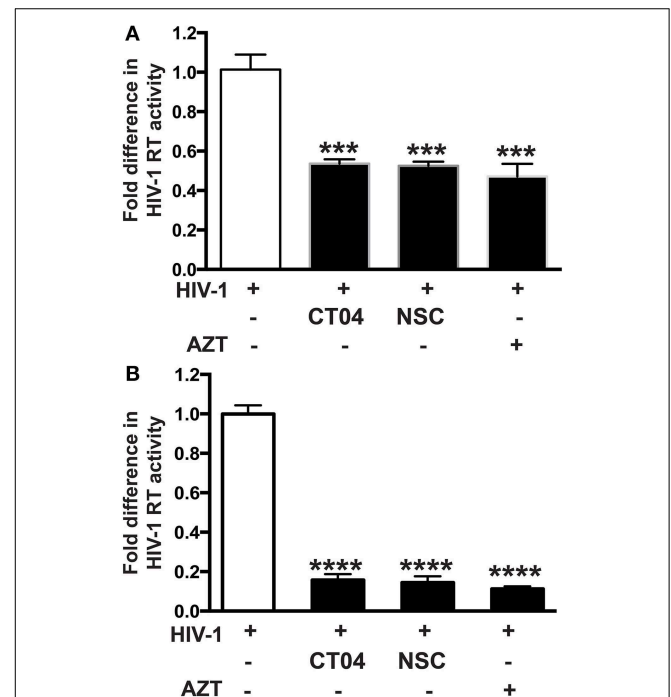 A
Fold difference in
HIV-1 RT activity
1.2
1.0
0.8
0.6
0.4
0.2
0.0
*** *** ***
HIV-1 + + + +
- CT04 NSC -
AZT - - - +
B
Fold difference in
HIV-1 RT activity
1.2
1.0
0.8
0.6
0.4
0.2
0.0
**** **** ****
HIV-1 + + + +
- CT04 NSC -
AZT - - - +